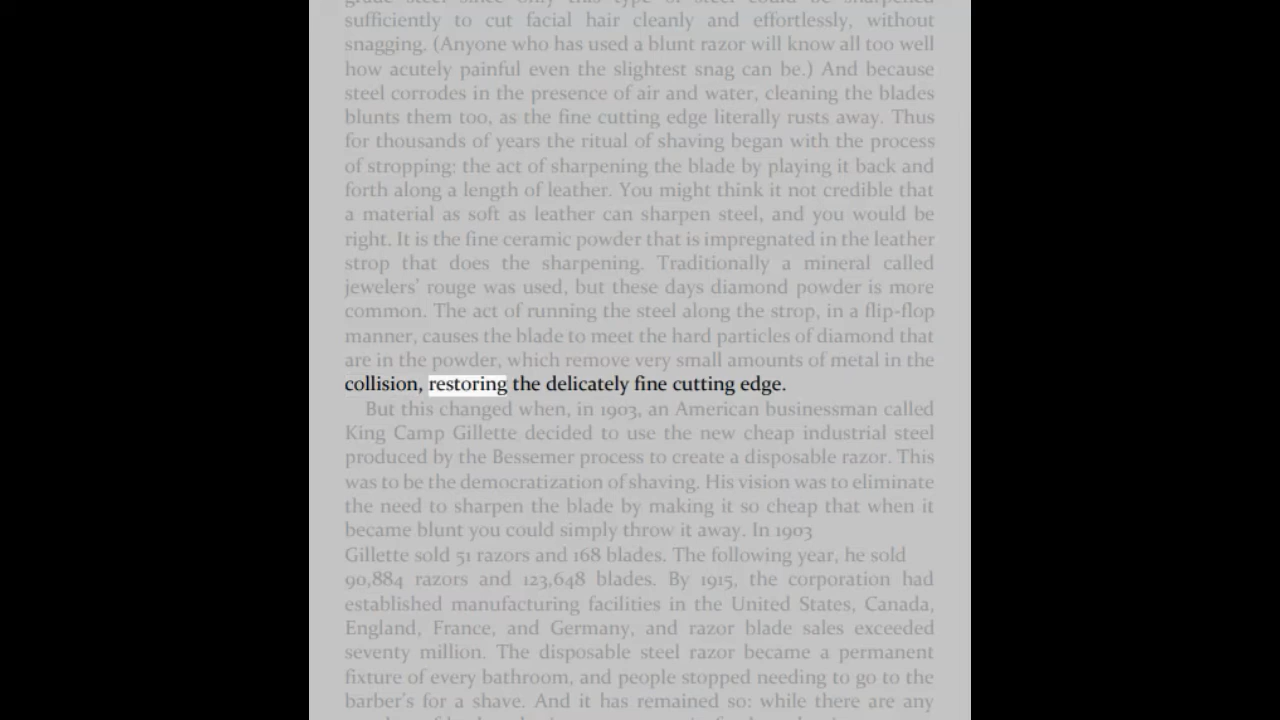 sufficiently to cut facial hair cleanly and effortlessly, without
snagging. (Anyone who has used a blunt razor will know all too well
how acutely painful even the slightest snag can be.) And because
steel corrodes in the presence of air and water, cleaning the blades
blunts them too, as the fine cutting edge literally rusts away. Thus
for thousands of years the ritual of shaving began with the process
of stropping: the act of sharpening the blade by playing it back and
forth along a length of leather. You might think it not credible that
a material as soft as leather can sharpen steel, and you would be
right. It is the fine ceramic powder that is impregnated in the leather
strop that does the sharpening. Traditionally a mineral called
jewelers’ rouge was used, but these days diamond powder is more
common. The act of running the steel along the strop, in a flip-flop
manner, causes the blade to meet the hard particles of diamond that
are in the powder, which remove very small amounts of metal in the
collision, restoring the delicately fine cutting edge.
But this changed when, in 1903, an American businessman called
King Camp Gillette decided to use the new cheap industrial steel
produced by the Bessemer process to create a disposable razor. This
was to be the democratization of shaving. His vision was to eliminate
the need to sharpen the blade by making it so cheap that when it
became blunt you could simply throw it away. In 1903
Gillette sold 51 razors and 168 blades. The following year, he sold
90,884 razors and 123,648 blades. By 1915, the corporation had
established manufacturing facilities in the United States, Canada,
England, France, and Germany, and razor blade sales exceeded
seventy million. The disposable steel razor became a permanent
fixture of every bathroom, and people stopped needing to go to the
barber’s for a shave. And it has remained so: while there are any